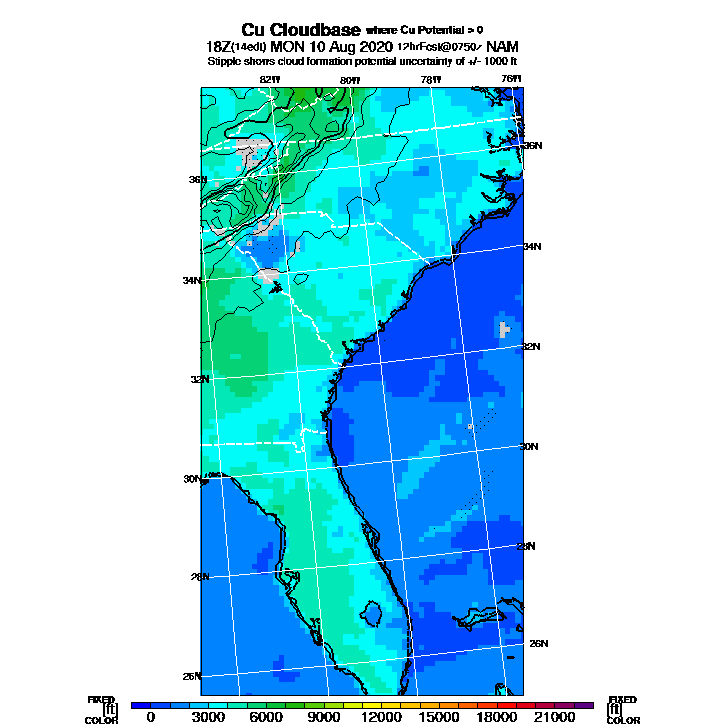 Cu Cloudbase where Cu Potential > 0
18Z(14edt) MON 10 Aug 2020 12hrFcst@0750z NAM
Stipple shows cloud formation potential uncertainty of +/- 1000 ft
82W 80W 78W 76W
36N
36N
34N
34N
32N
32N
30N
30N
28N
28N
26N
26N
FIXED FIXED
[ft] [ft]
COLOR COLOR
0 3000 6000 9000 12000 15000 18000 21000